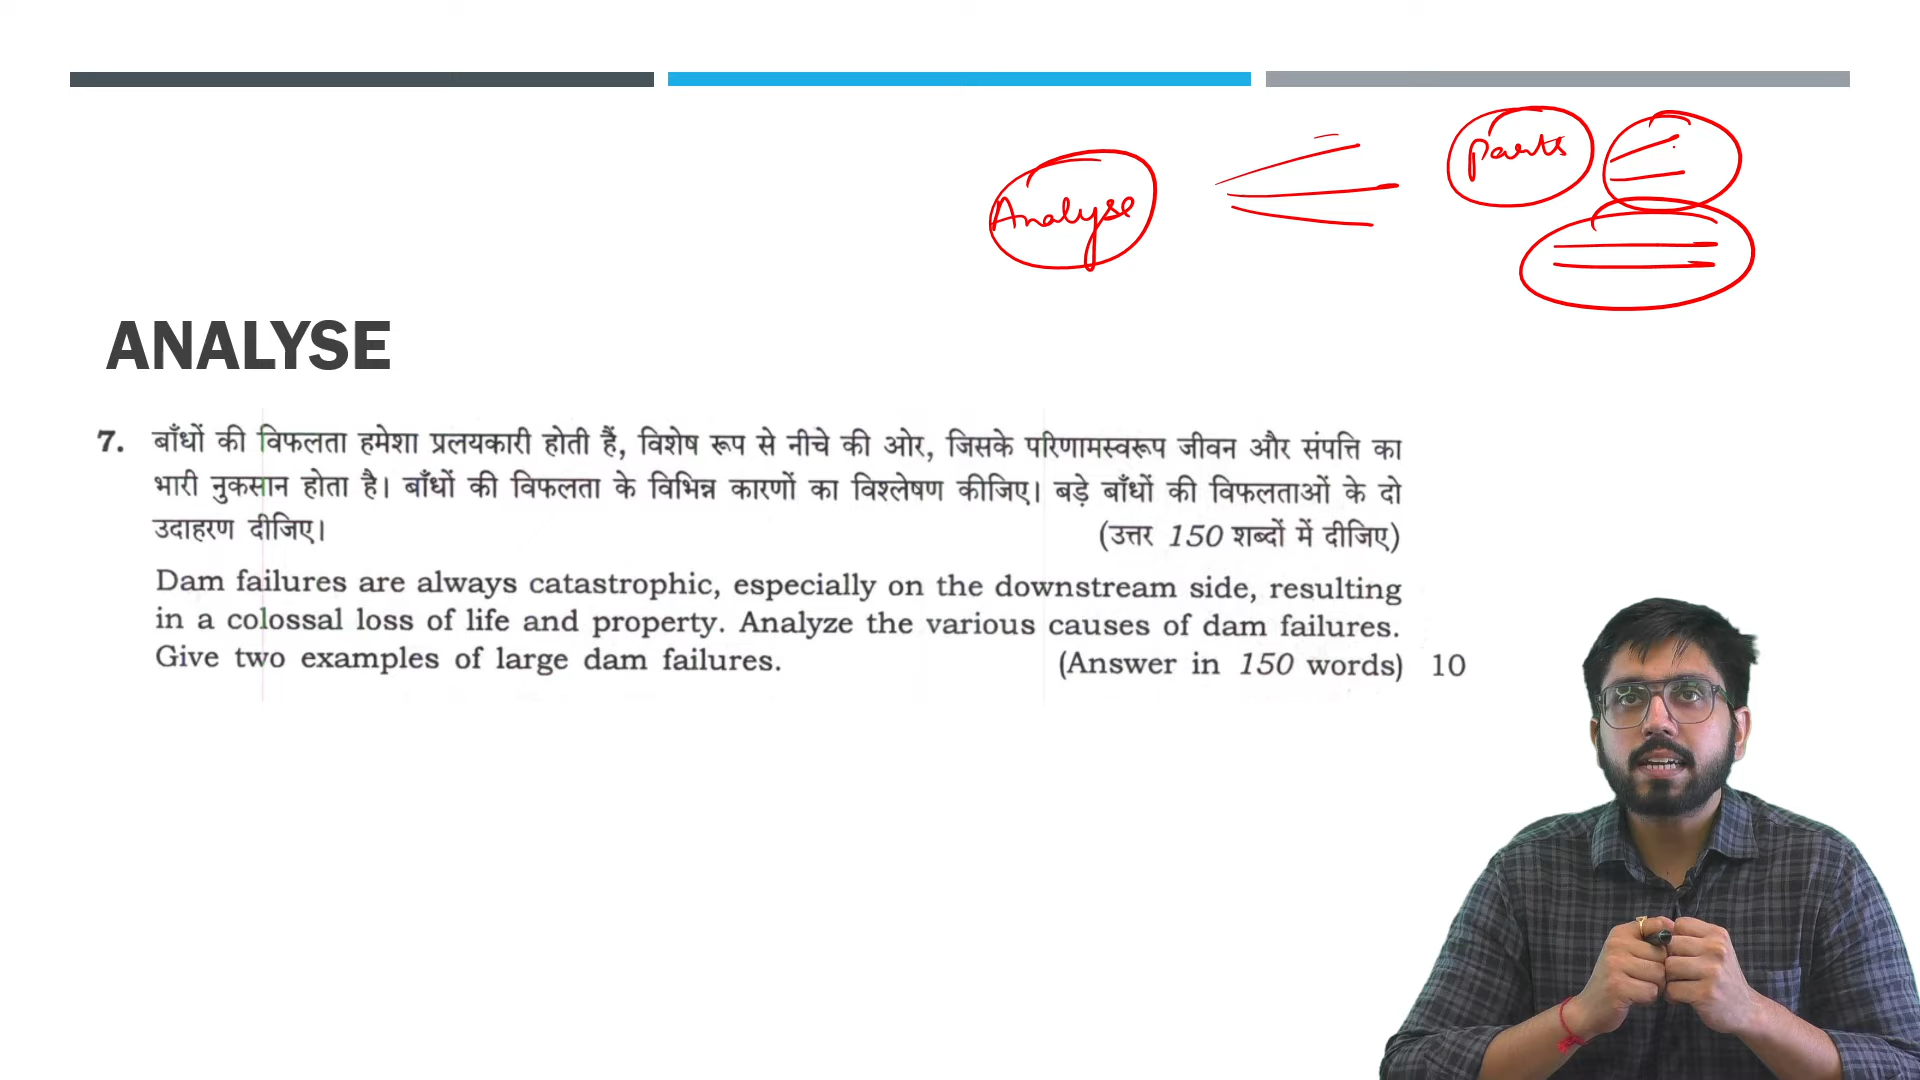 Analyse
Parts
ANALYSE
7. बाँधों की विफलता हमेशा प्रलयकारी होती हैं, विशेष रूप से नीचे की ओर, जिसके परिणामस्वरूप जीवन और संपत्ति का
भारी नुकसान होता है। बाँधों की विफलता के विभिन्न कारणों का विश्लेषण कीजिए। बड़े बाँधों की विफलताओं के दो
उदाहरण दीजिए। (उत्तर 150 शब्दों में दीजिए)
Dam failures are always catastrophic, especially on the downstream side, resulting
in a colossal loss of life and property. Analyze the various causes of dam failures.
Give two examples of large dam failures. (Answer in 150 words) 10